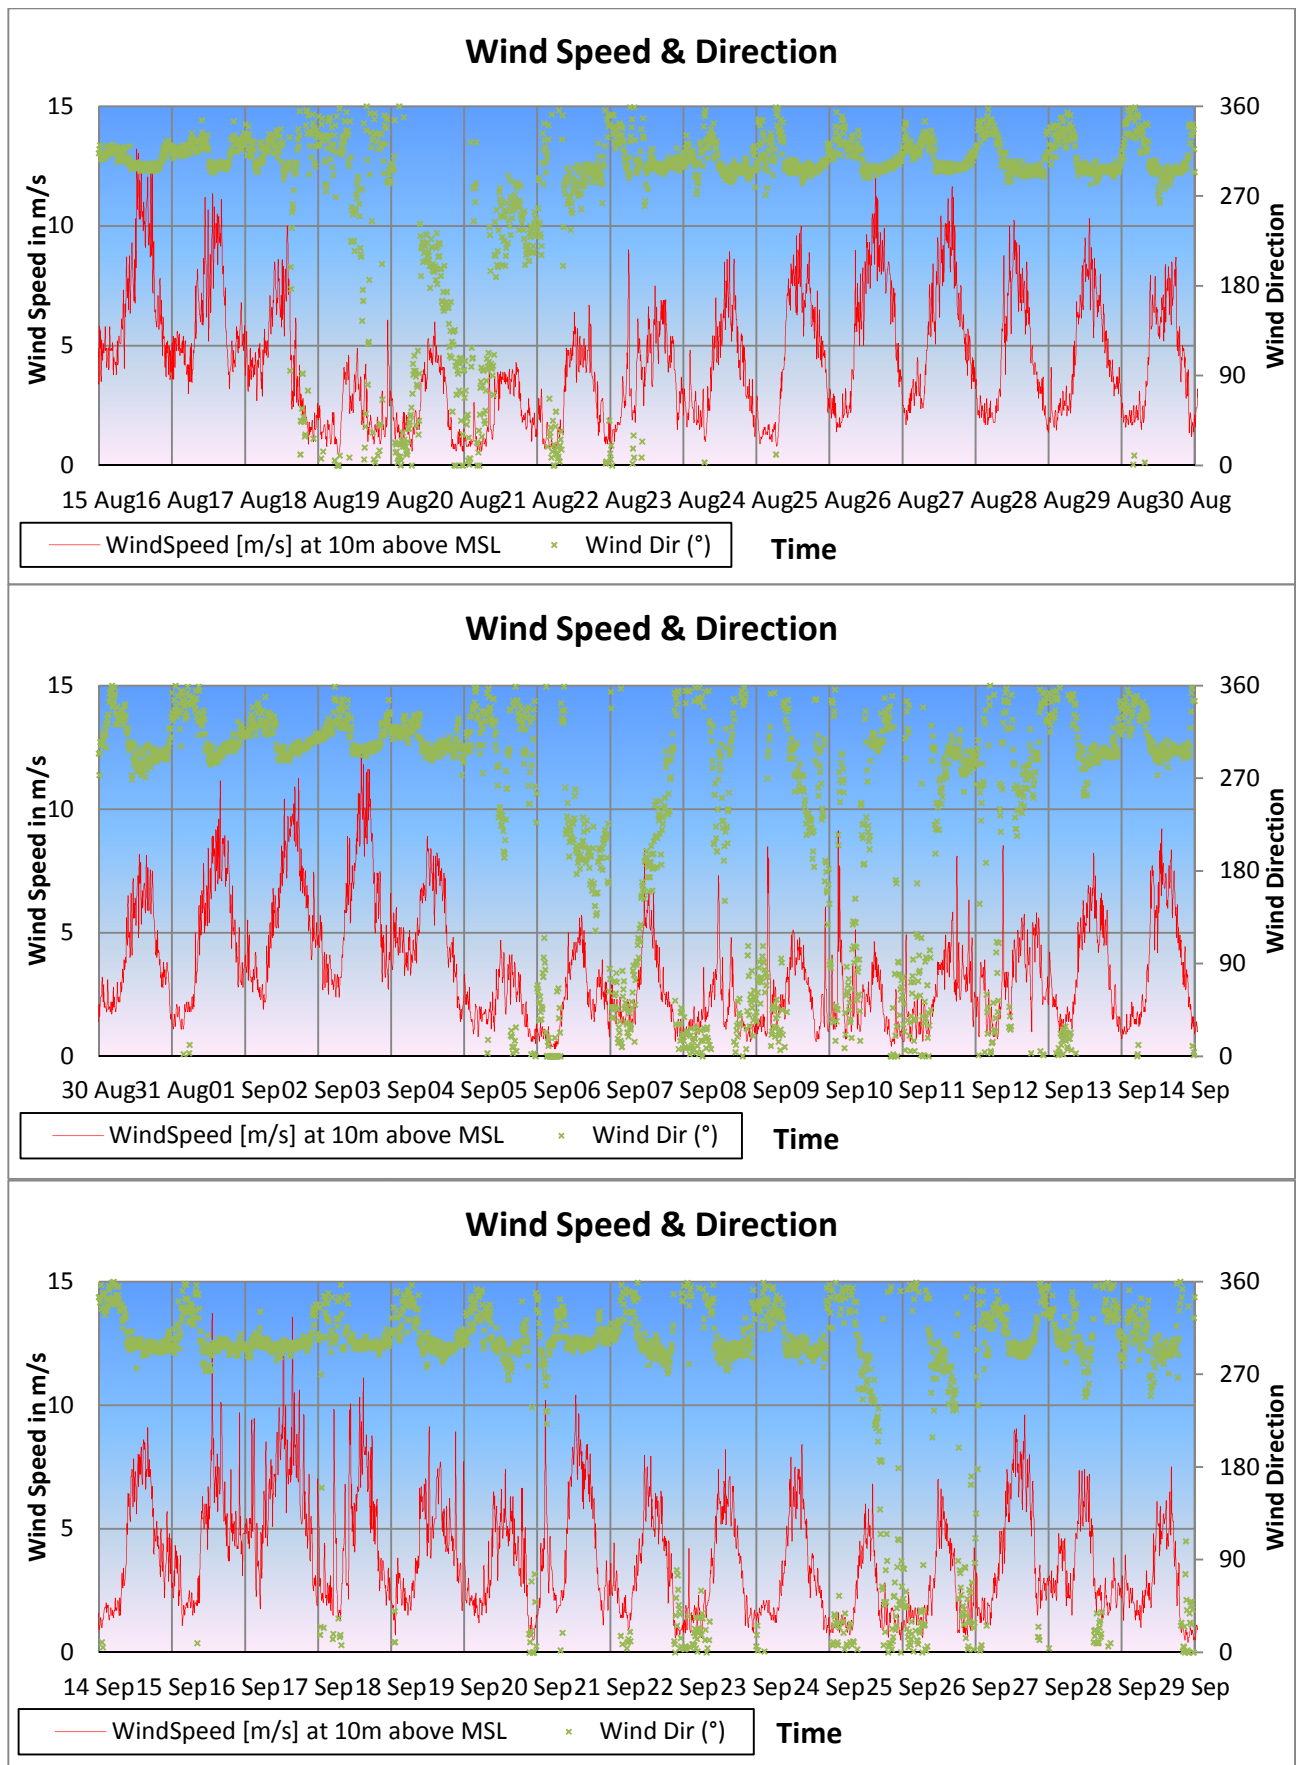 Wind Speed & Direction
15
10
5
0
Wind Speed in m/s
360
270
180
90
0
Wind Direction
15 Aug16 Aug17 Aug18 Aug19 Aug20 Aug21 Aug22 Aug23 Aug24 Aug25 Aug26 Aug27 Aug28 Aug29 Aug30 Aug
WindSpeed [m/s] at 10m above MSL Wind Dir (°)
Time
Wind Speed & Direction
15
10
5
0
Wind Speed in m/s
360
270
180
90
0
Wind Direction
30 Aug31 Aug01 Sep02 Sep03 Sep04 Sep05 Sep06 Sep07 Sep08 Sep09 Sep10 Sep11 Sep12 Sep13 Sep14 Sep
WindSpeed [m/s] at 10m above MSL Wind Dir (°)
Time
Wind Speed & Direction
15
10
5
0
Wind Speed in m/s
360
270
180
90
0
Wind Direction
14 Sep15 Sep16 Sep17 Sep18 Sep19 Sep20 Sep21 Sep22 Sep23 Sep24 Sep25 Sep26 Sep27 Sep28 Sep29 Sep
WindSpeed [m/s] at 10m above MSL Wind Dir (°)
Time